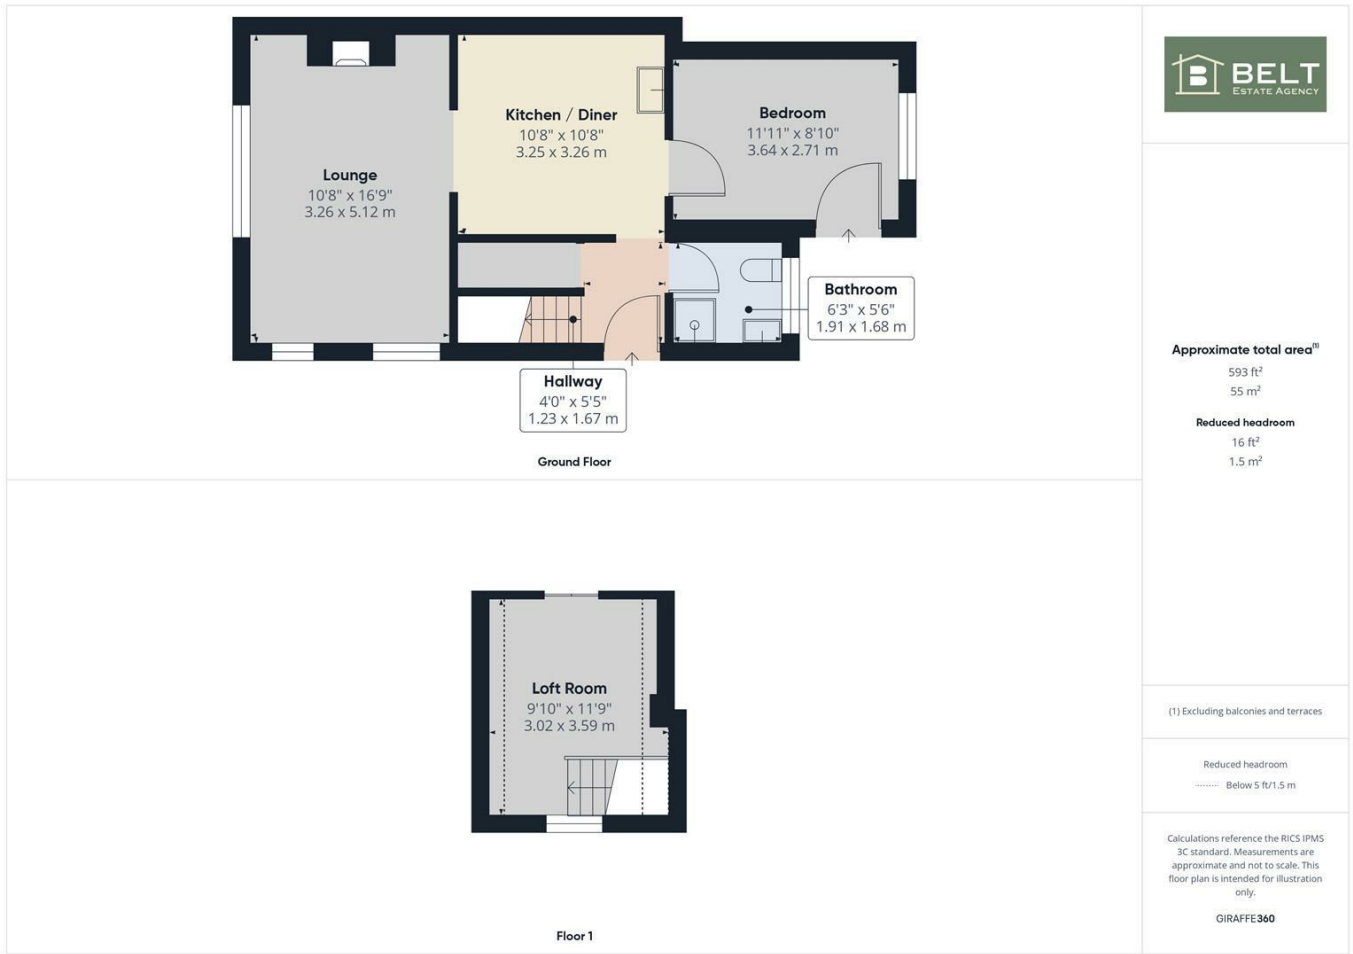 Kitchen / Diner
10'8" x 10'8"
3.25 x 3.26 m
Bedroom
11'11" x 8'10"
3.64 x 2.71 m
Lounge
10'8" x 16'9"
3.26 x 5.12 m
Bathroom
6'3" x 5'6"
1.91 x 1.68 m
Hallway
4'0" x 5'5"
1.23 x 1.67 m
Ground Floor
Loft Room
9'10" x 11'9"
3.02 x 3.59 m
Floor 1
B BELT
ESTATE AGENCY
Approximate total area(1)
593 ft²
55 m²
Reduced headroom
16 ft²
1.5 m²
(1) Excluding balconies and terraces
Reduced headroom
Below 5 ft/1.5 m
Calculations reference the RICS IPMS
3C standard. Measurements are
approximate and not to scale. This
floor plan is intended for illustration
only.
GIRAFFE360